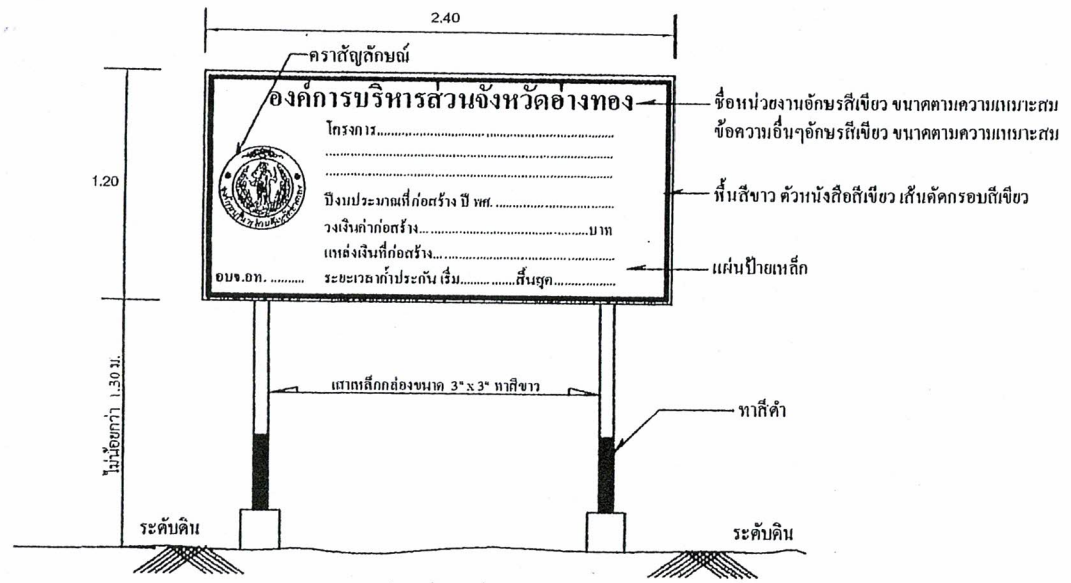 2.40
ตราสัญลักษณ์
องค์การบริหารส่วนจังหวัดอ่างทอง
ชื่อหน่วยงานอักษรสีเขียว ขนาดตามความเหมาะสม
ข้อความอื่นๆอักษรสีเขียว ขนาดตามความเหมาะสม
โครงการ............................................................
............................................................
............................................................
1.20
ปีงบประมาณที่ก่อสร้าง ปี พศ. ..............................
พื้นสีขาว ตัวหนังสือสีเขียว เส้นตัดกรอบสีเขียว
วงเงินค่าก่อสร้าง............................................บาท
แหล่งเงินที่ก่อสร้าง..............................................
แผ่นป้ายเหล็ก
อบจ.อท. .........
ระยะเวลาค้ำประกัน เริ่ม..............สิ้นสุด................
ไม่น้อยกว่า 1.30 ม.
เสาเหล็กกล่องขนาด 3" x 3" ทาสีขาว
ทาสีดำ
ระดับดิน
ระดับดิน